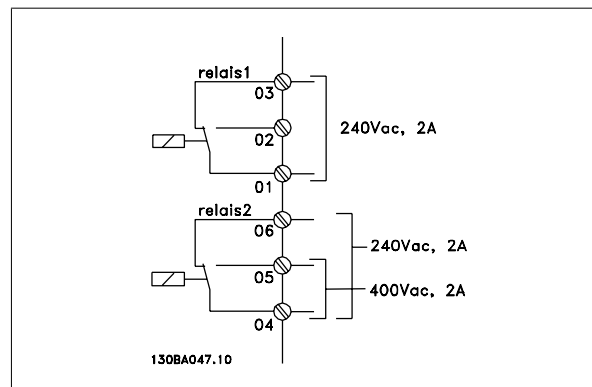 relais1
03
240Vac, 2A
02
01
relais2
06
240Vac, 2A
05
400Vac, 2A
04
130BA047.10